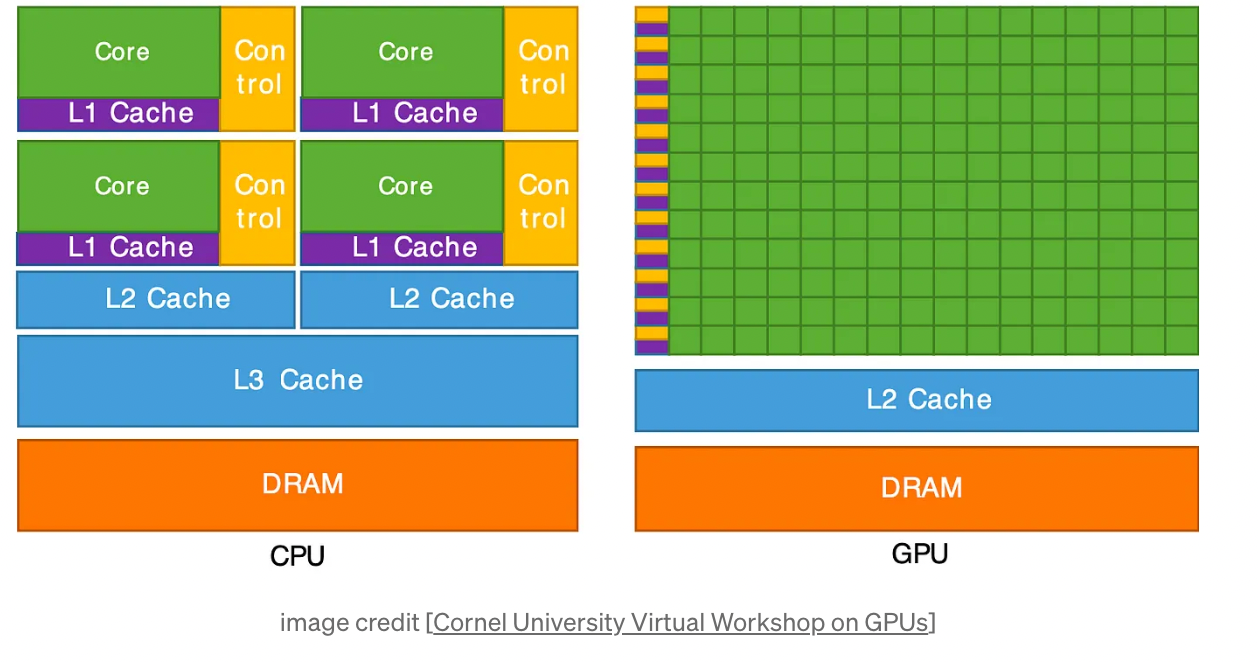 Core
Con
trol
Core
Con
trol
L1 Cache
L1 Cache
Core
Con
trol
Core
Con
trol
L1 Cache
L1 Cache
L2 Cache
L2 Cache
L3 Cache
DRAM
CPU
L2 Cache
DRAM
GPU
image credit [Cornel University Virtual Workshop on GPUs]